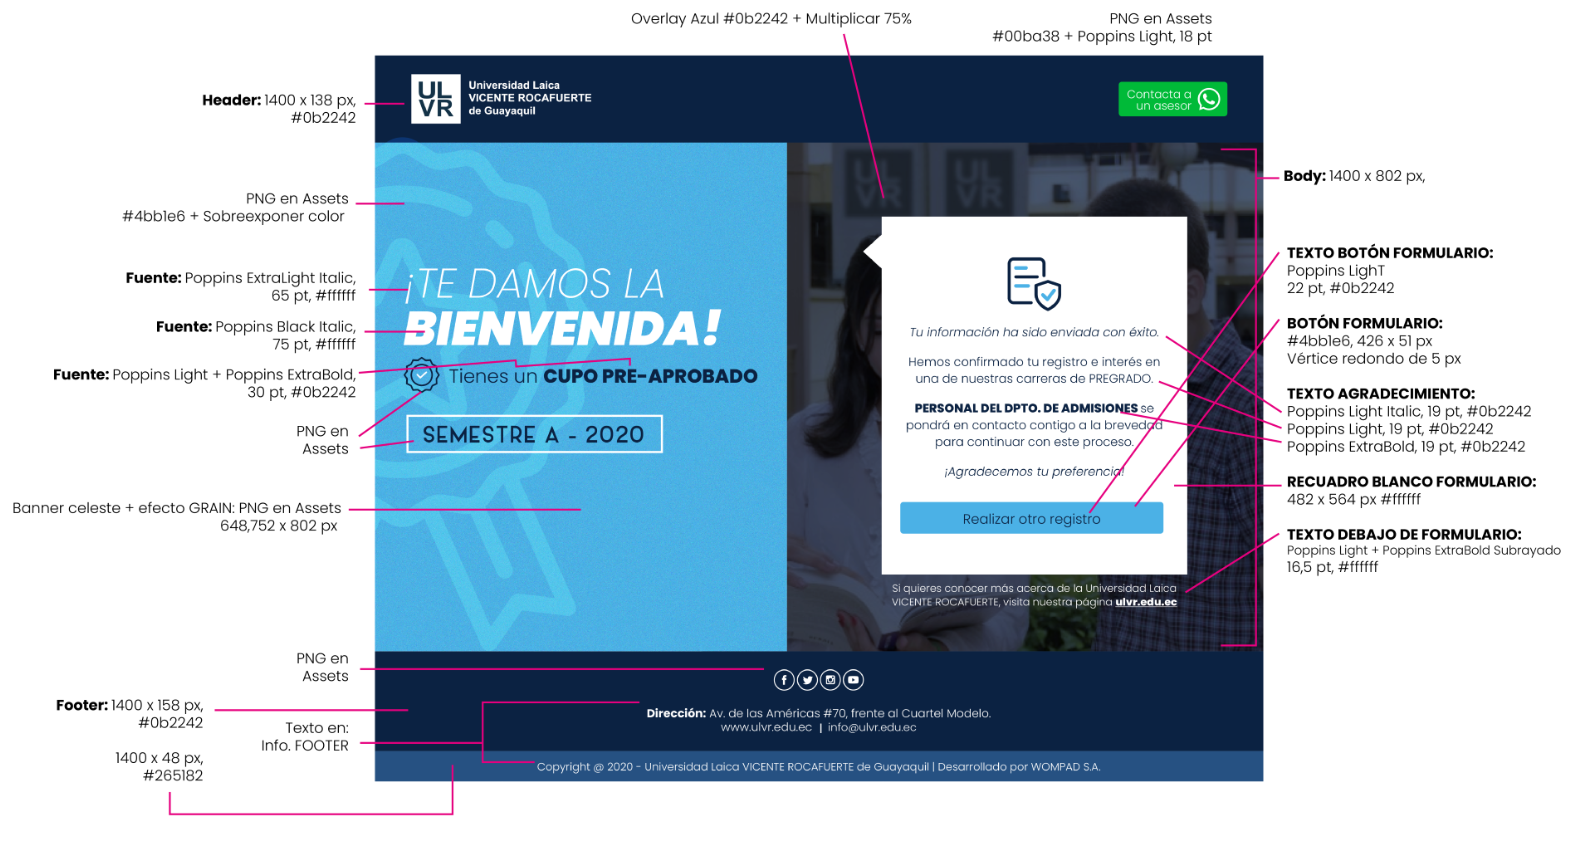 Overlay Azul #0b2242 + Multiplicar 75%
PNG en Assets
#00ba38 + Poppins Light, 18 pt
Header: 1400 x 138 px,
#0b2242
UL
VR
Universidad Laica
VICENTE ROCAFUERTE
de Guayaquil
Contacta a
un asesor
PNG en Assets
#4bb1e6 + Sobreexponer color
Fuente: Poppins ExtraLight Italic,
65 pt, #ffffff
Fuente: Poppins Black Italic,
75 pt, #ffffff
Fuente: Poppins Light + Poppins ExtraBold,
30 pt, #0b2242
PNG en
Assets
Banner celeste + efecto GRAIN: PNG en Assets
648,752 x 802 px
¡TE DAMOS LA
BIENVENIDA!
Tienes un CUPO PRE-APROBADO
SEMESTRE A - 2020
UL
VR
UL
VR
Tu información ha sido enviada con éxito.
Hemos confirmado tu registro e interés en
una de nuestras carreras de PREGRADO.
PERSONAL DEL DPTO. DE ADMISIONES se
pondrá en contacto contigo a la brevedad
para continuar con este proceso.
¡Agradecemos tu preferencia!
Realizar otro registro
Si quieres conocer más acerca de la Universidad Laica
VICENTE ROCAFUERTE, visita nuestra página ulvr.edu.ec
Body: 1400 x 802 px,
TEXTO BOTÓN FORMULARIO:
Poppins LighT
22 pt, #0b2242
BOTÓN FORMULARIO:
#4bb1e6, 426 x 51 px
Vértice redondo de 5 px
TEXTO AGRADECIMIENTO:
Poppins Light Italic, 19 pt, #0b2242
Poppins Light, 19 pt, #0b2242
Poppins ExtraBold, 19 pt, #0b2242
RECUADRO BLANCO FORMULARIO:
482 x 564 px #ffffff
TEXTO DEBAJO DE FORMULARIO:
Poppins Light + Poppins ExtraBold Subrayado
16,5 pt, #ffffff
PNG en
Assets
Footer: 1400 x 158 px,
#0b2242
Texto en:
Info. FOOTER
1400 x 48 px,
#265182
Dirección: Av. de las Américas #70, frente al Cuartel Modelo.
www.ulvr.edu.ec | info@ulvr.edu.ec
Copyright @ 2020 - Universidad Laica VICENTE ROCAFUERTE de Guayaquil | Desarrollado por WOMPAD S.A.